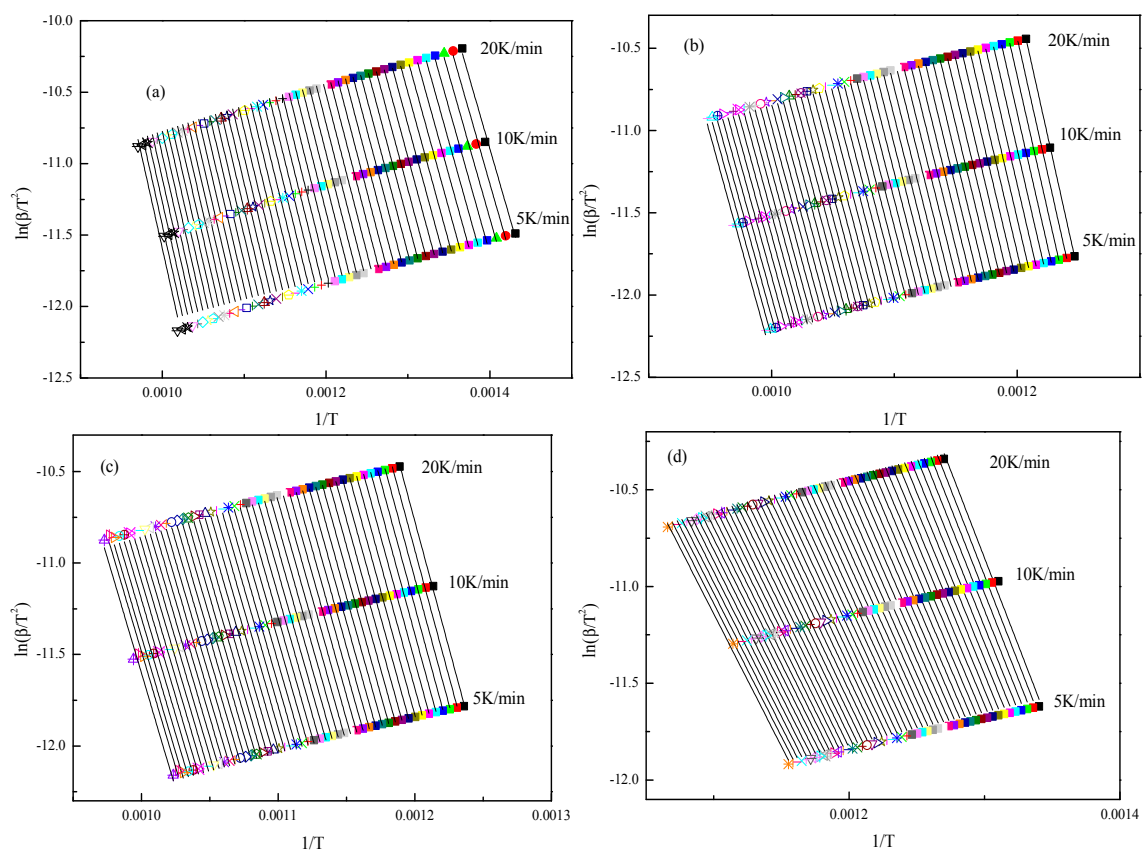 (a)
20K/min
10K/min
5K/min
-10.0
-10.5
-11.0
-11.5
-12.0
-12.5
ln(β/T²)
0.0010
0.0012
0.0014
1/T
(b)
20K/min
10K/min
5K/min
-10.5
-11.0
-11.5
-12.0
-12.5
ln(β/T²)
0.0010
0.0012
1/T
(c)
20K/min
10K/min
5K/min
-10.5
-11.0
-11.5
-12.0
ln(β/T²)
0.0010
0.0011
0.0012
0.0013
1/T
(d)
20K/min
10K/min
5K/min
-10.5
-11.0
-11.5
-12.0
ln(β/T²)
0.0012
0.0014
1/T